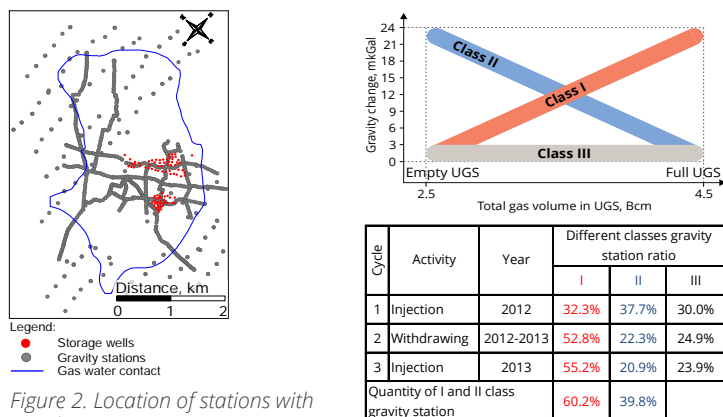 Distance, km
0 1 2
Legend:
Storage wells
Gravity stations
Gas water contact
Figure 2. Location of stations with
Gravity change, mkGal
24
21
18
15
12
9
6
3
0
Class II
Class I
Class III
Empty UGS Full UGS
2.5 4.5
Total gas volume in UGS, Bcm
Cycle Activity Year Different classes gravity
station ratio
I II III
1 Injection 2012 32.3% 37.7% 30.0%
2 Withdrawing 2012-2013 52.8% 22.3% 24.9%
3 Injection 2013 55.2% 20.9% 23.9%
Quantity of I and II class
gravity station 60.2% 39.8%